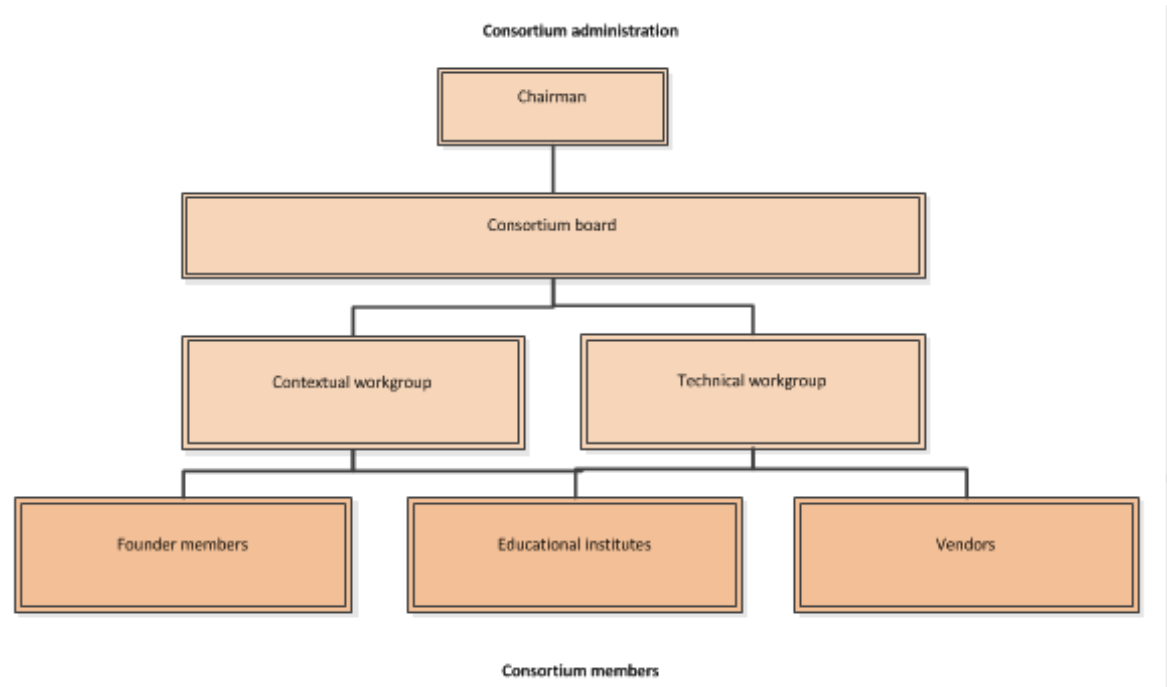 Consortium administration
Chairman
Consortium board
Contextual workgroup
Technical workgroup
Founder members
Educational institutes
Vendors
Consortium members